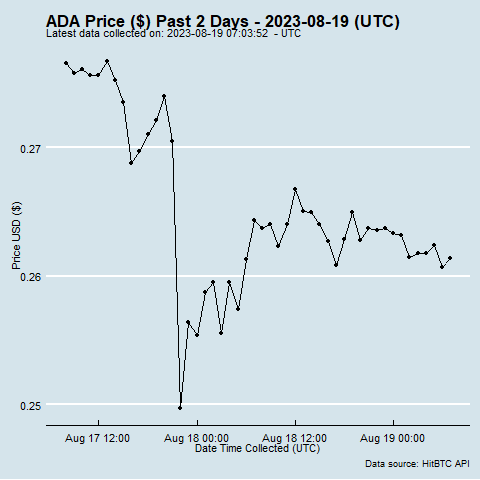 ADA Price ($) Past 2 Days - 2023-08-19 (UTC)
Latest data collected on: 2023-08-19 07:03:52 - UTC
0.27
0.26
0.25
Price USD ($)
Aug 17 12:00 Aug 18 00:00 Aug 18 12:00 Aug 19 00:00
Date Time Collected (UTC)
Data source: HitBTC API